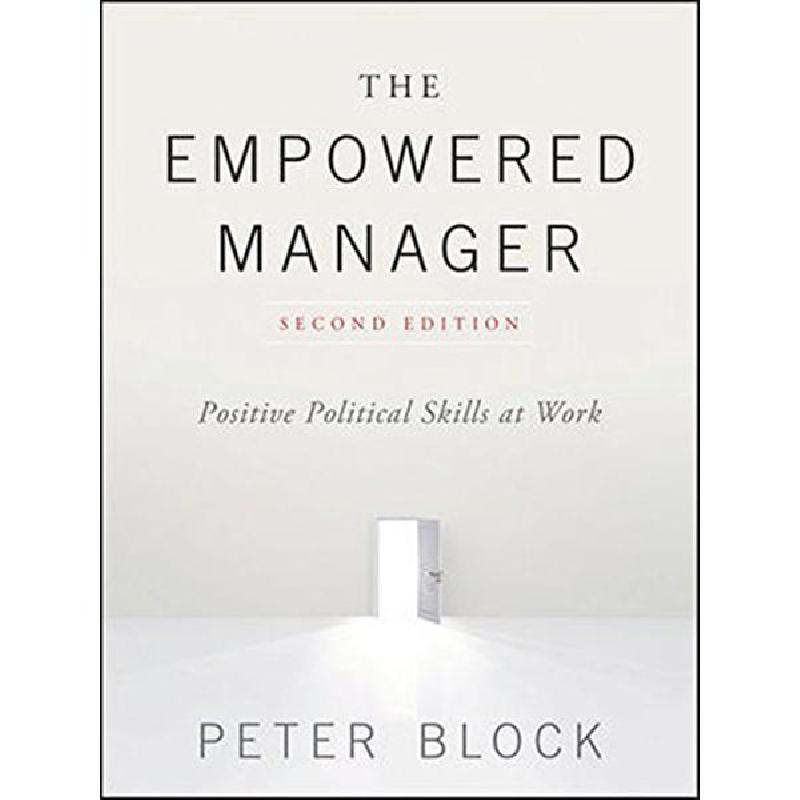 THE
EMPOWERED
MANAGER
SECOND EDITION
Positive Political Skills at Work
PETER BLOCK